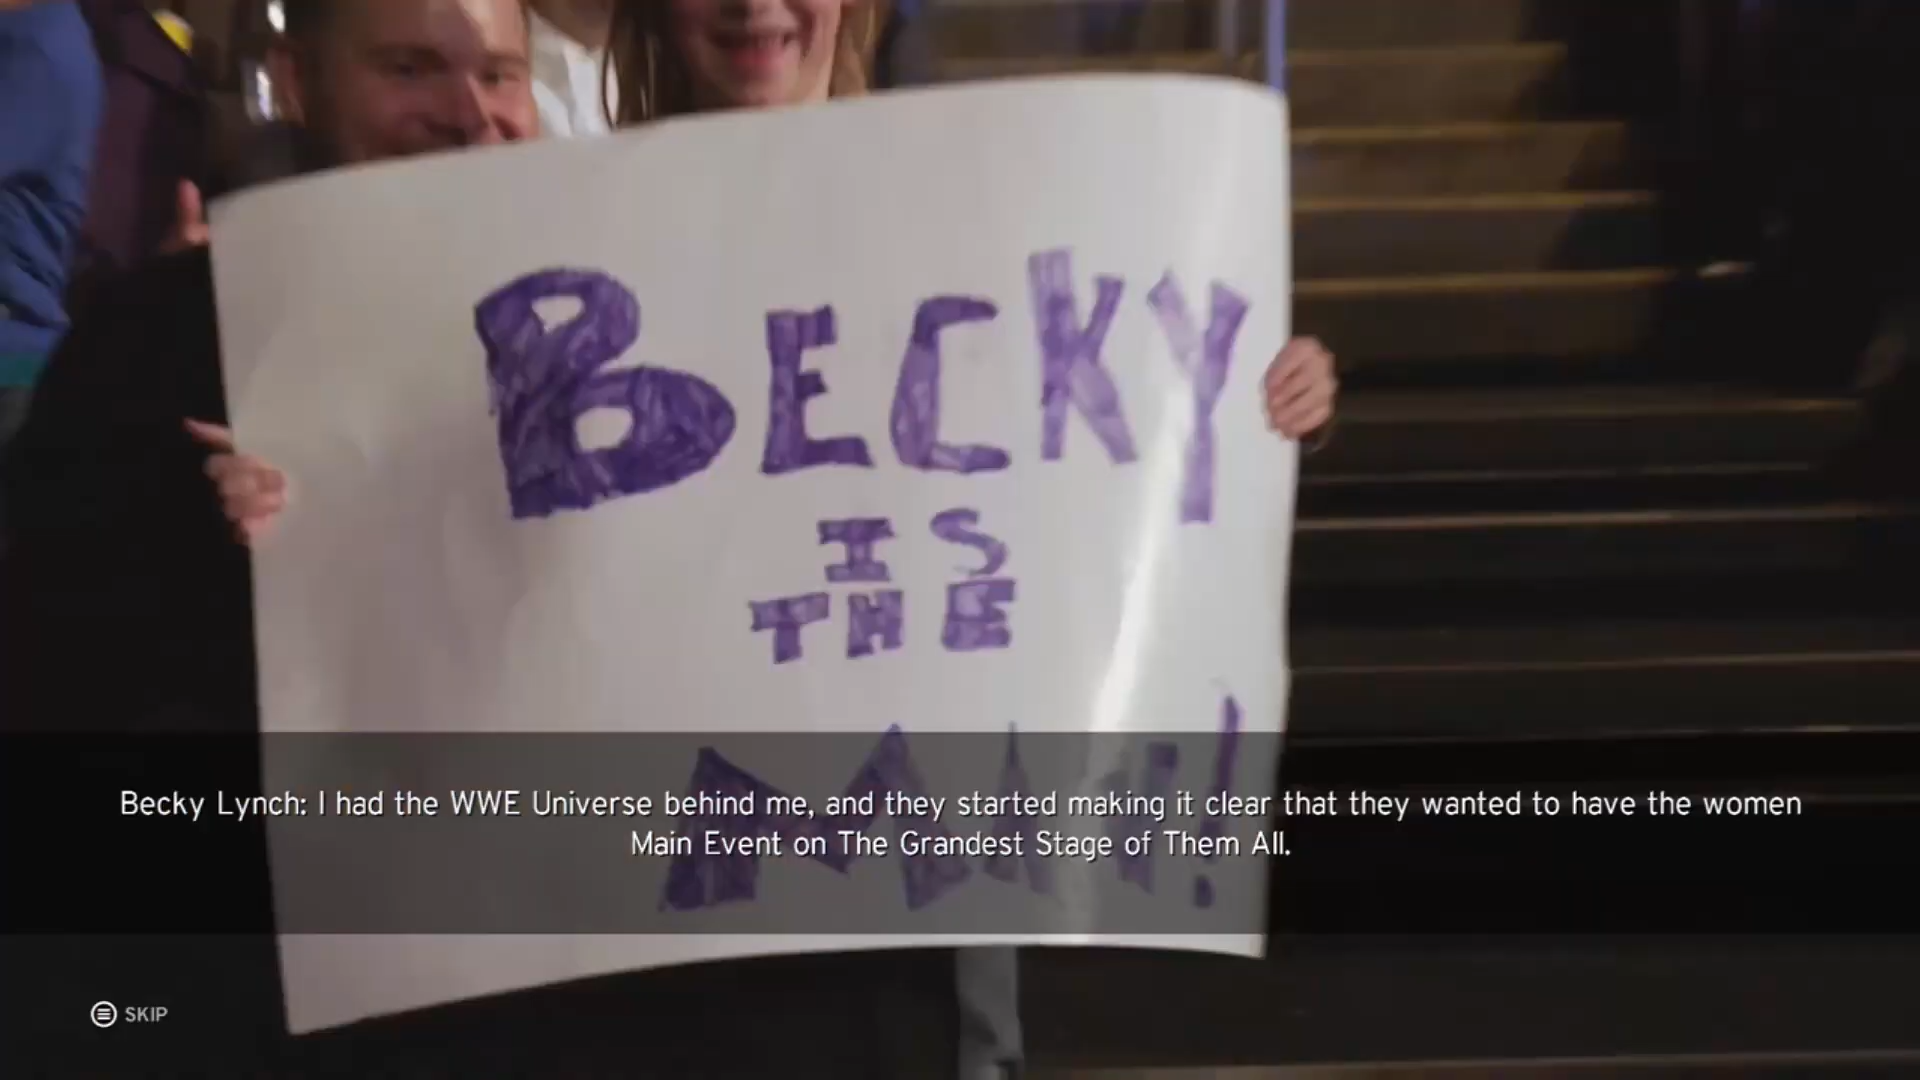 BECKY
IS
THE
MAN!
Becky Lynch: I had the WWE Universe behind me, and they started making it clear that they wanted to have the women
Main Event on The Grandest Stage of Them All.
SKIP